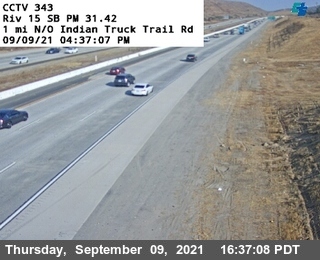 CCTV 343
Riv 15 SB PM 31.42
1 mi N/O Indian Truck Trail Rd
09/09/21 04:37:07 PM
Thursday, September 09, 2021 16:37:08 PDT